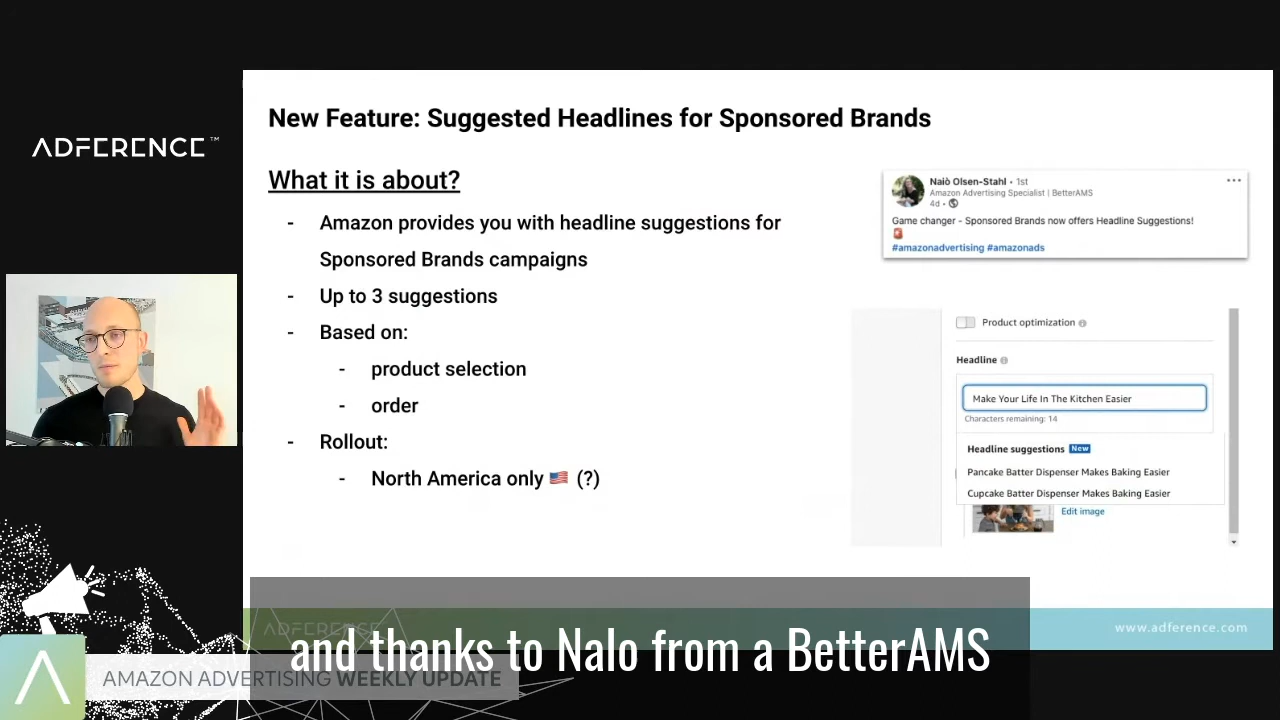 ADFERENCE™
New Feature: Suggested Headlines for Sponsored Brands
What it is about?
- Amazon provides you with headline suggestions for
Sponsored Brands campaigns
- Up to 3 suggestions
- Based on:
- product selection
- order
- Rollout:
- North America only 🇺🇸 (?)
Naiò Olsen-Stahl • 1st
Amazon Advertising Specialist | BetterAMS
4d •
Game changer - Sponsored Brands now offers Headline Suggestions!
🚨
#amazonadvertising #amazonads
Product optimization
Headline
Make Your Life In The Kitchen Easier
Characters remaining: 14
Headline suggestions New
Pancake Batter Dispenser Makes Baking Easier
Cupcake Batter Dispenser Makes Baking Easier
Edit image
ADFERENCE
www.adference.com
and thanks to Nalo from a BetterAMS
AMAZON ADVERTISING WEEKLY UPDATE